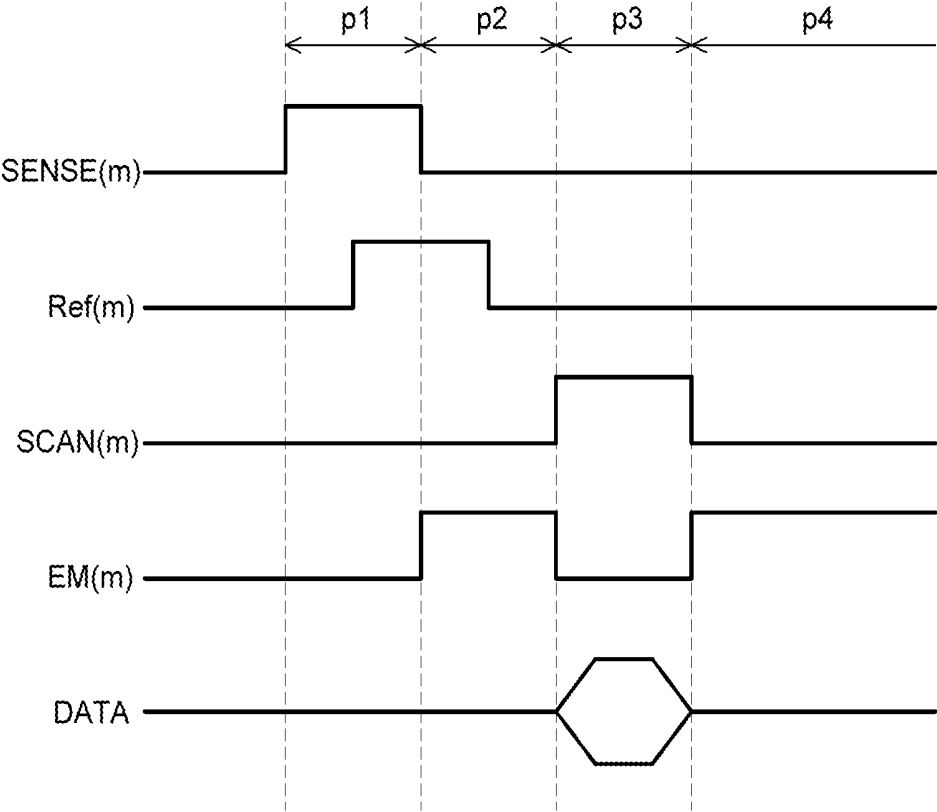 p1 p2 p3 p4
SENSE(m)
Ref(m)
SCAN(m)
EM(m)
DATA